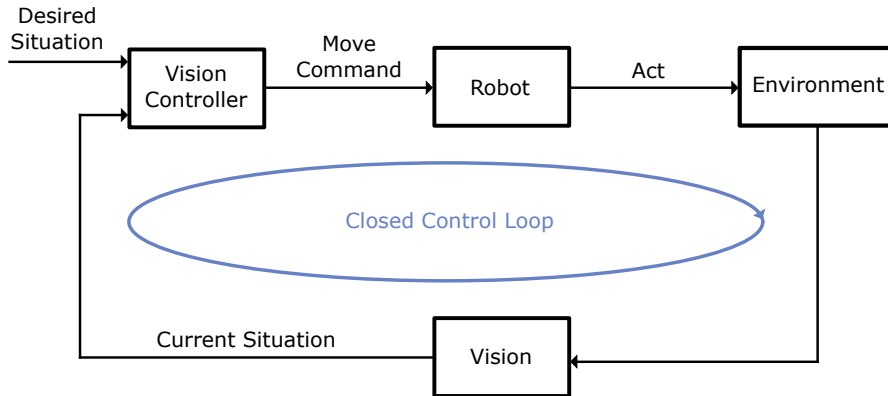 Desired
Situation
Vision
Controller
Move
Command
Robot
Act
Environment
Closed Control Loop
Current Situation
Vision